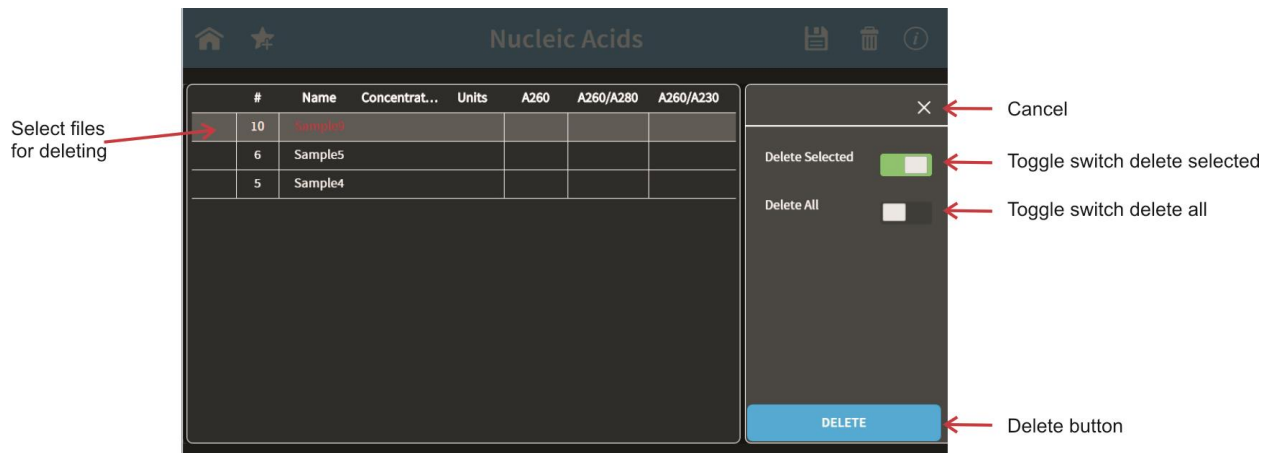 Nucleic Acids
# Name Concentrat... Units A260 A260/A280 A260/A230
Select files
for deleting
10
6 Sample5
5 Sample4
Cancel
Delete Selected
Toggle switch delete selected
Delete All
Toggle switch delete all
DELETE
Delete button